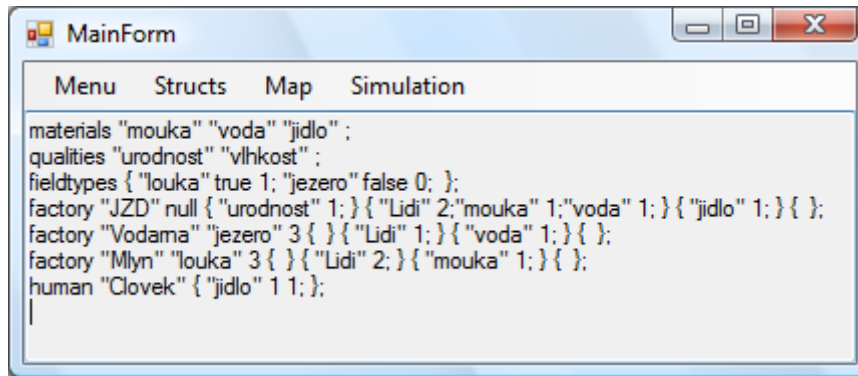 MainForm
Menu Structs Map Simulation
materials "mouka" "voda" "jidlo" ;
qualities "urodnost" "vlhkost" ;
fieldtypes { "louka" true 1; "jezero" false 0; };
factory "JZD" null { "urodnost" 1; } { "Lidi" 2;"mouka" 1;"voda" 1; } { "jidlo" 1; } { };
factory "Vodarna" "jezero" 3 { } { "Lidi" 1; } { "voda" 1; } { };
factory "Mlyn" "louka" 3 { } { "Lidi" 2; } { "mouka" 1; } { };
human "Clovek" { "jidlo" 1 1; };